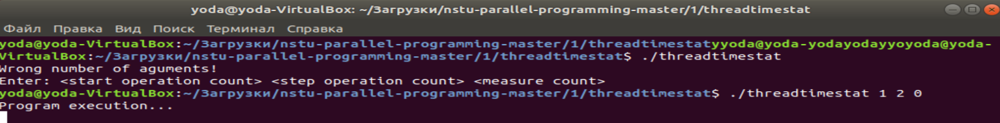 yoda@yoda-VirtualBox: ~/Загрузки/nstu-parallel-programming-master/1/threadtimestat
Файл Правка Вид Поиск Терминал Справка
yoda@yoda-VirtualBox:~/Загрузки/nstu-parallel-programming-master/1/threadtimestatyyoda@yoda-yodayodayyoyoda@yoda-
VirtualBox:~/Загрузки/nstu-parallel-programming-master/1/threadtimestat$ ./threadtimestat
Wrong number of aguments!
Enter: <start operation count> <step operation count> <measure count>
yoda@yoda-VirtualBox:~/Загрузки/nstu-parallel-programming-master/1/threadtimestat$ ./threadtimestat 1 2 0
Program execution...